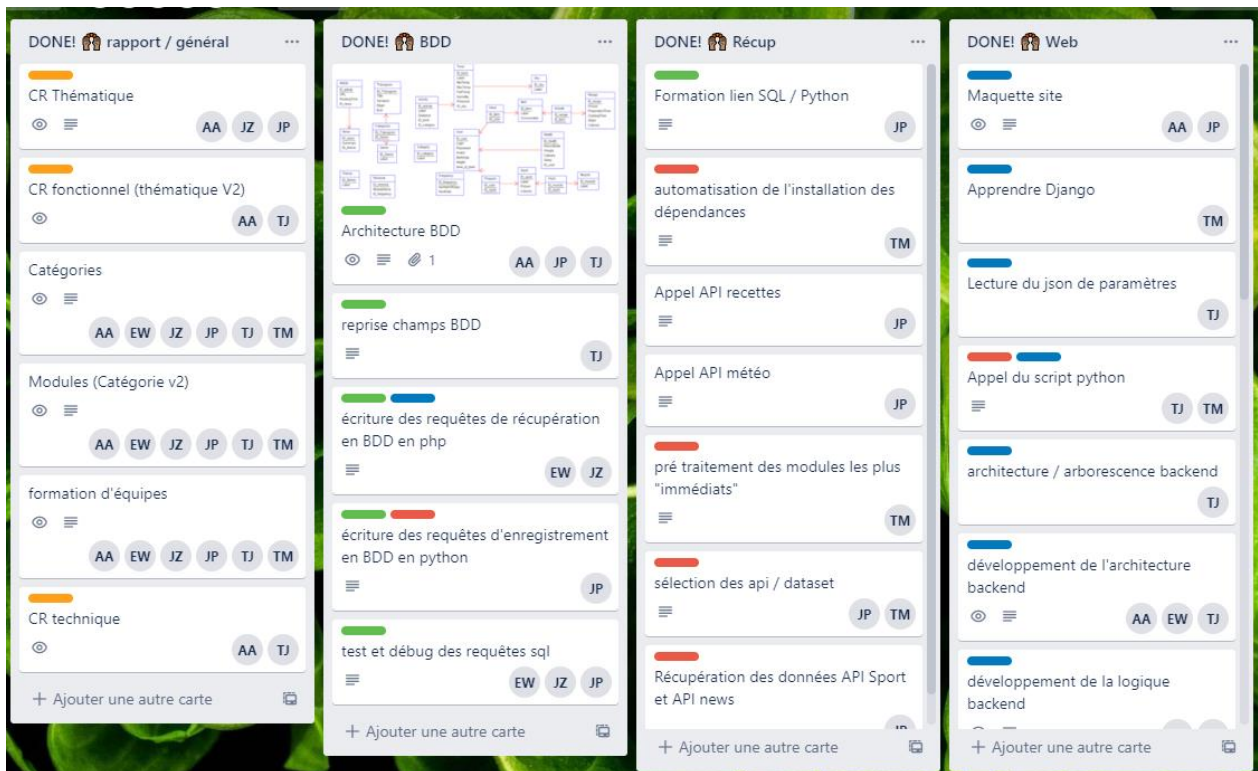 DONE! rapport / général
CR Thématique
AA JZ JP
CR fonctionnel (thématique V2)
AA TJ
Catégories
AA EW JZ JP TJ TM
Modules (Catégorie v2)
AA EW JZ JP TJ TM
formation d'équipes
AA EW JZ JP TJ TM
CR technique
AA TJ
+ Ajouter une autre carte
DONE! BDD
Architecture BDD
1
AA JP TJ
reprise champs BDD
TJ
écriture des requêtes de récupération
en BDD en php
EW JZ
écriture des requêtes d'enregistrement
en BDD en python
JP
test et débug des requêtes sql
EW JZ JP
+ Ajouter une autre carte
DONE! Récup
Formation lien SQL / Python
JP
automatisation de l'installation des
dépendances
TM
Appel API recettes
JP
Appel API météo
JP
pré traitement des modules les plus
"immédiats"
TM
sélection des api / dataset
JP TM
Récupération des données API Sport
et API news
+ Ajouter une autre carte
DONE! Web
Maquette site
AA JP
Apprendre Django
TM
Lecture du json de paramètres
TJ
Appel du script python
TJ TM
architecture / arborescence backend
TJ
développement de l'architecture
backend
AA EW TJ
développement de la logique
backend
+ Ajouter une autre carte